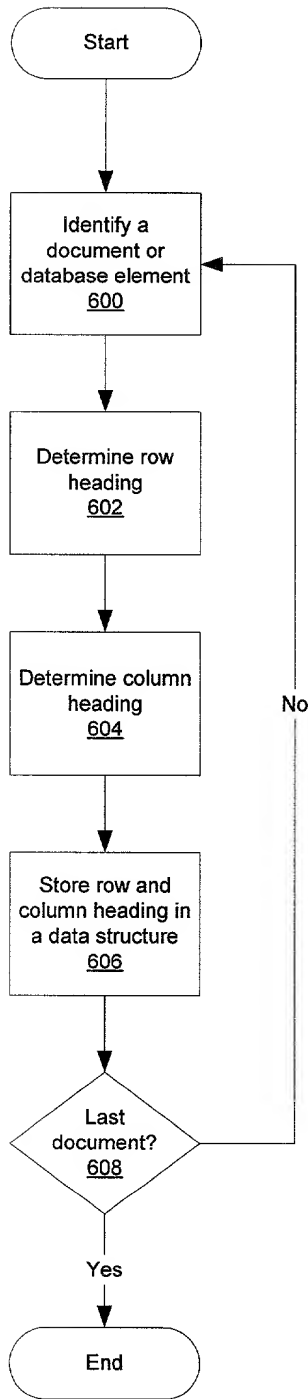 Start
Identify a
document or
database element
600
Determine row
heading
602
Determine column
heading
604
No
Store row and
column heading in
a data structure
606
Last
document?
608
Yes
End